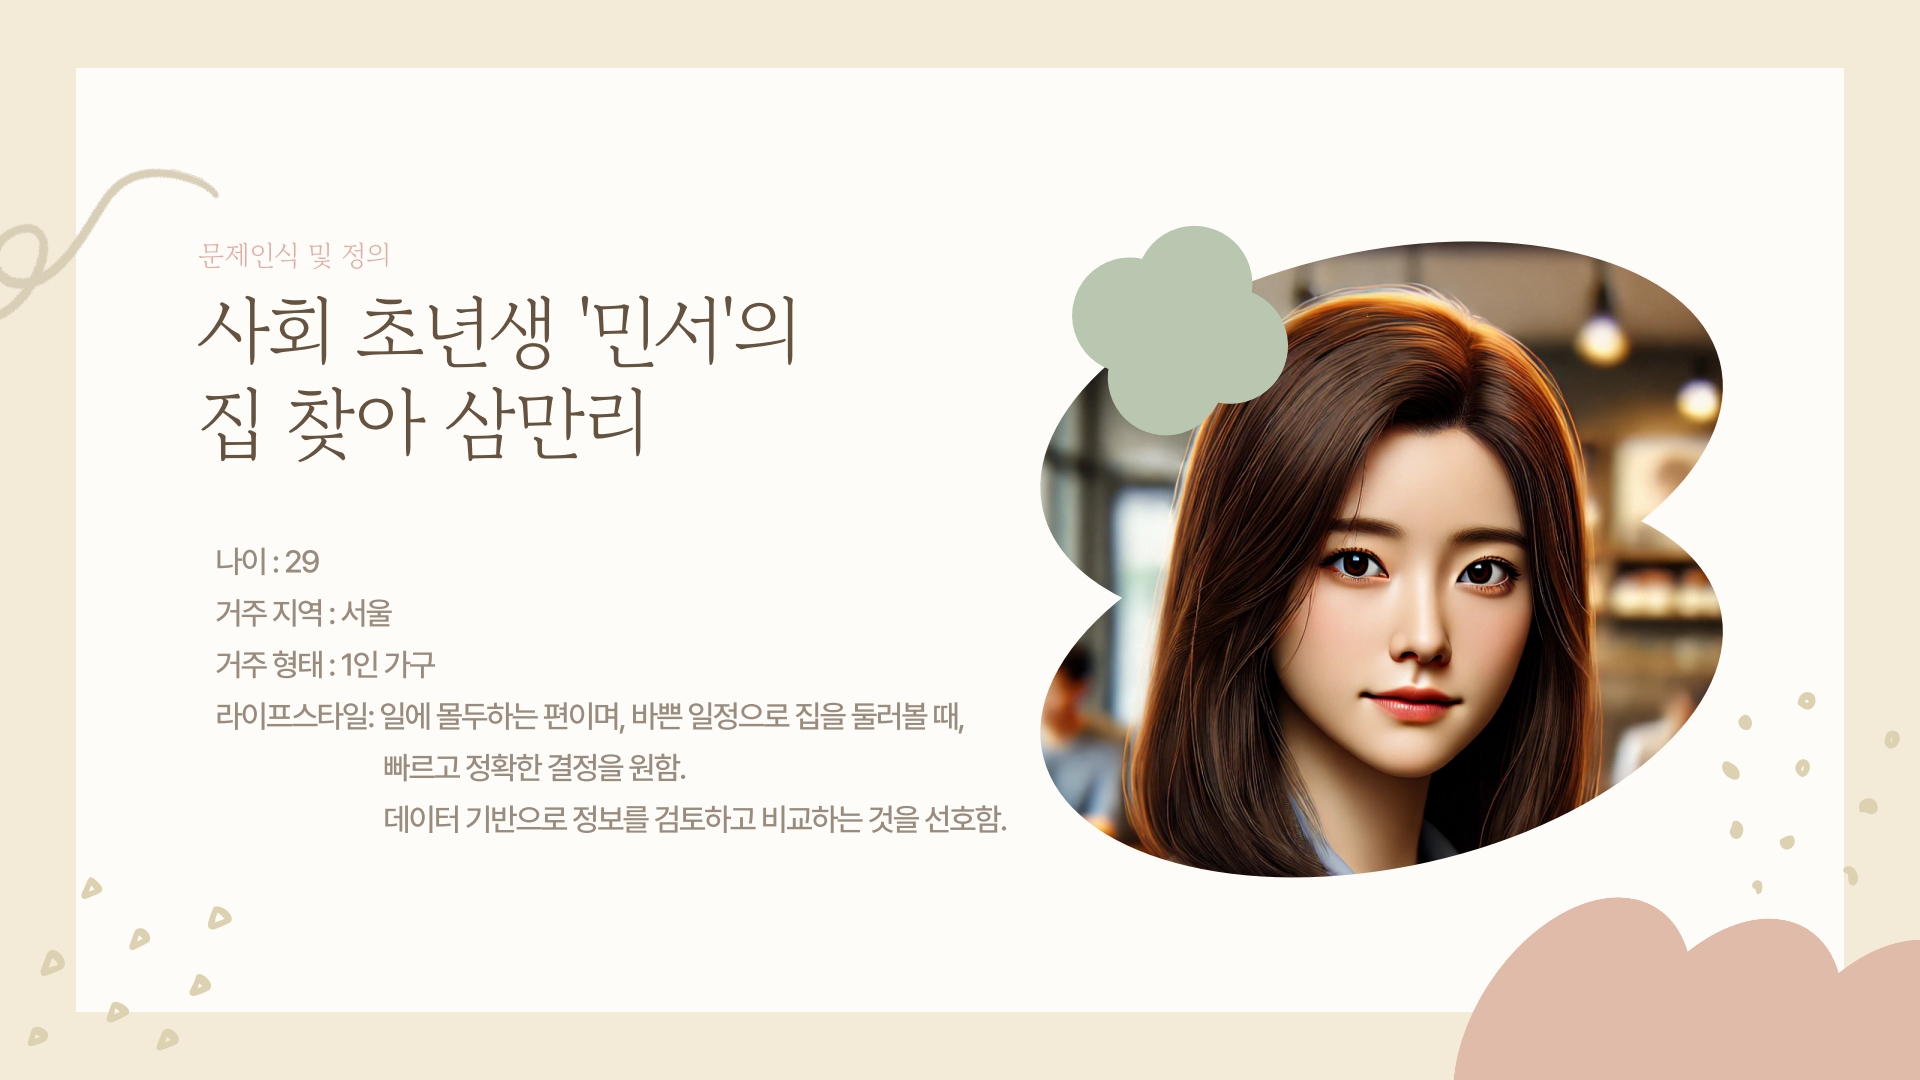 문제인식 및 정의
사회 초년생 '민서'의
집 찾아 삼만리
나이 : 29
거주 지역 : 서울
거주 형태 : 1인 가구
라이프스타일: 일에 몰두하는 편이며, 바쁜 일정으로 집을 둘러볼 때,
빠르고 정확한 결정을 원함.
데이터 기반으로 정보를 검토하고 비교하는 것을 선호함.